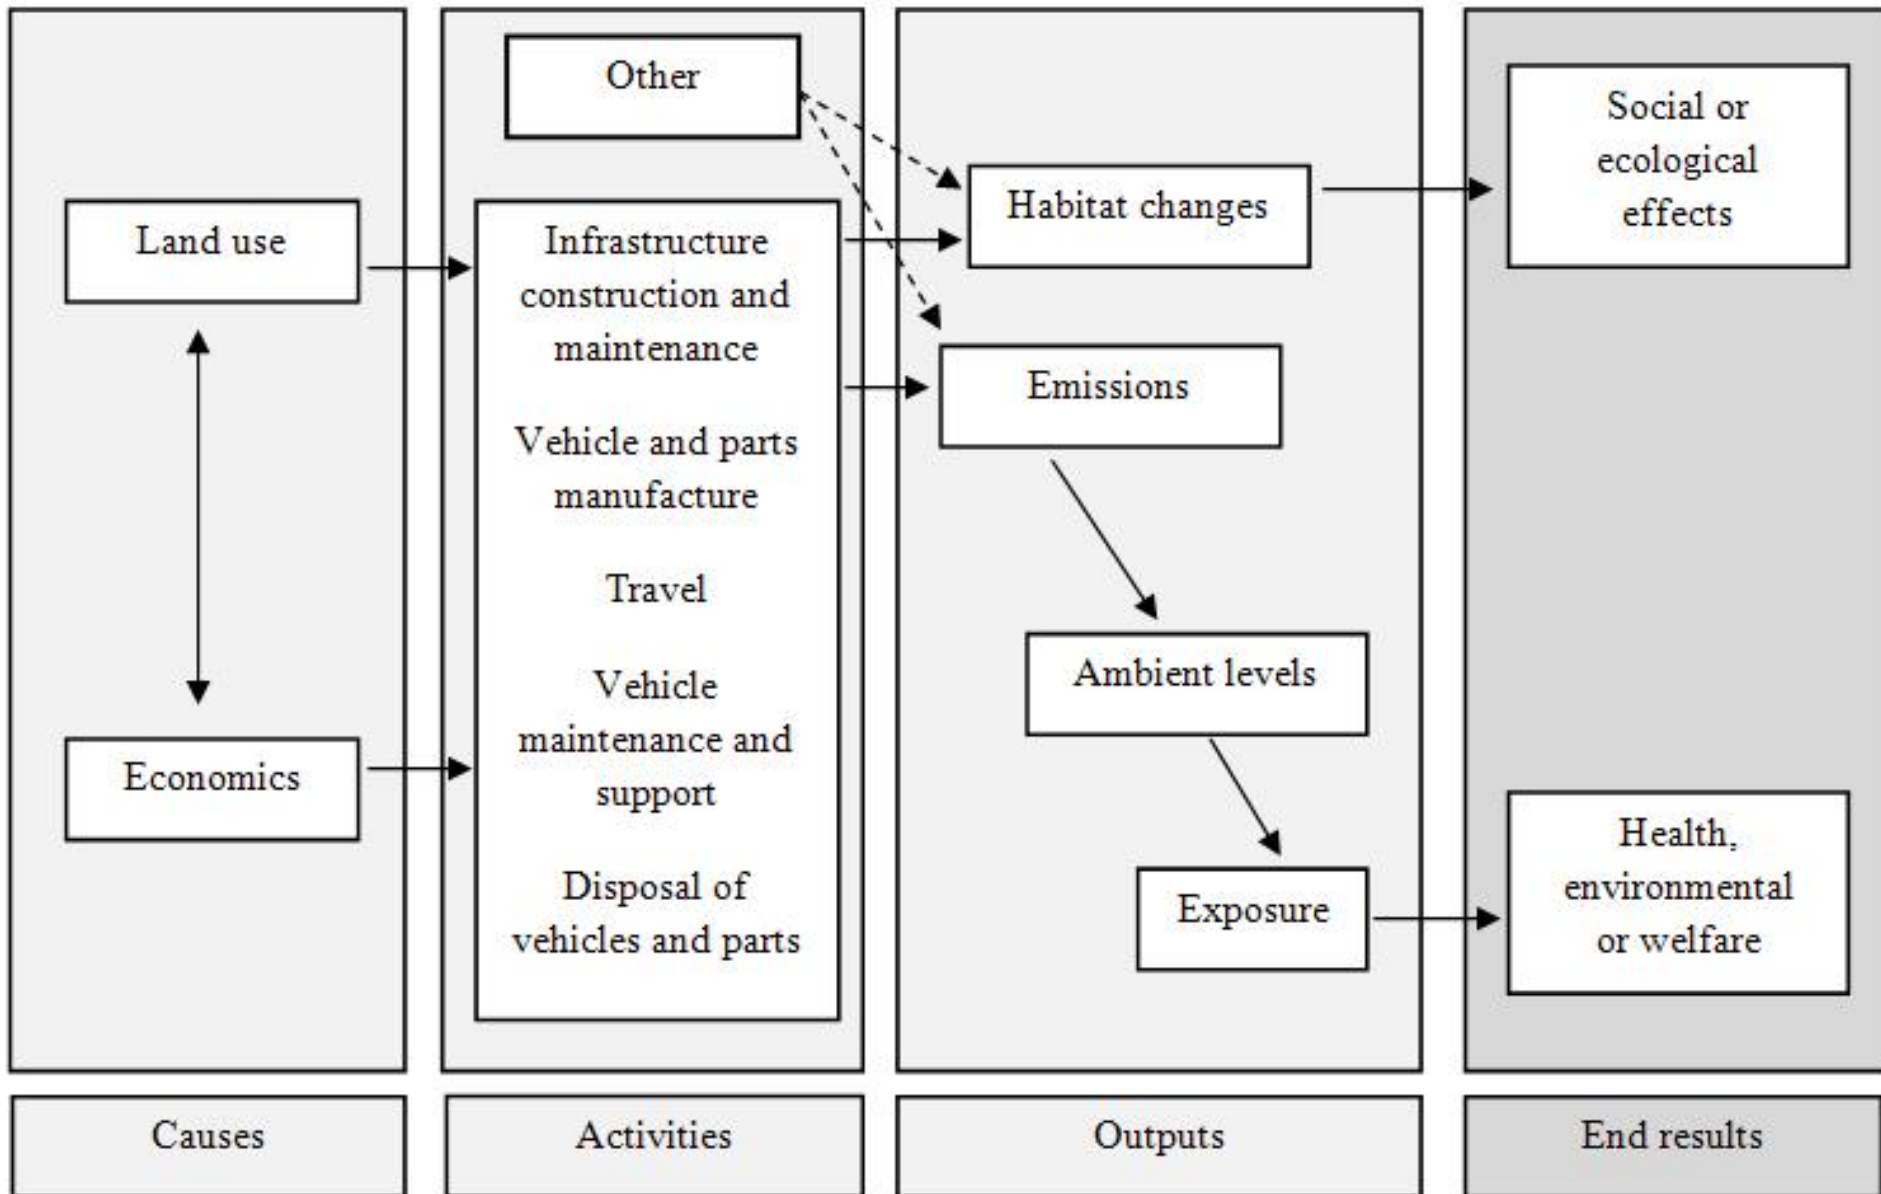 Land use
Economics
Other
Infrastructure
construction and
maintenance
Vehicle and parts
manufacture
Travel
Vehicle
maintenance and
support
Disposal of
vehicles and parts
Habitat changes
Emissions
Ambient levels
Exposure
Social or
ecological
effects
Health,
environmental
or welfare
Causes
Activities
Outputs
End results